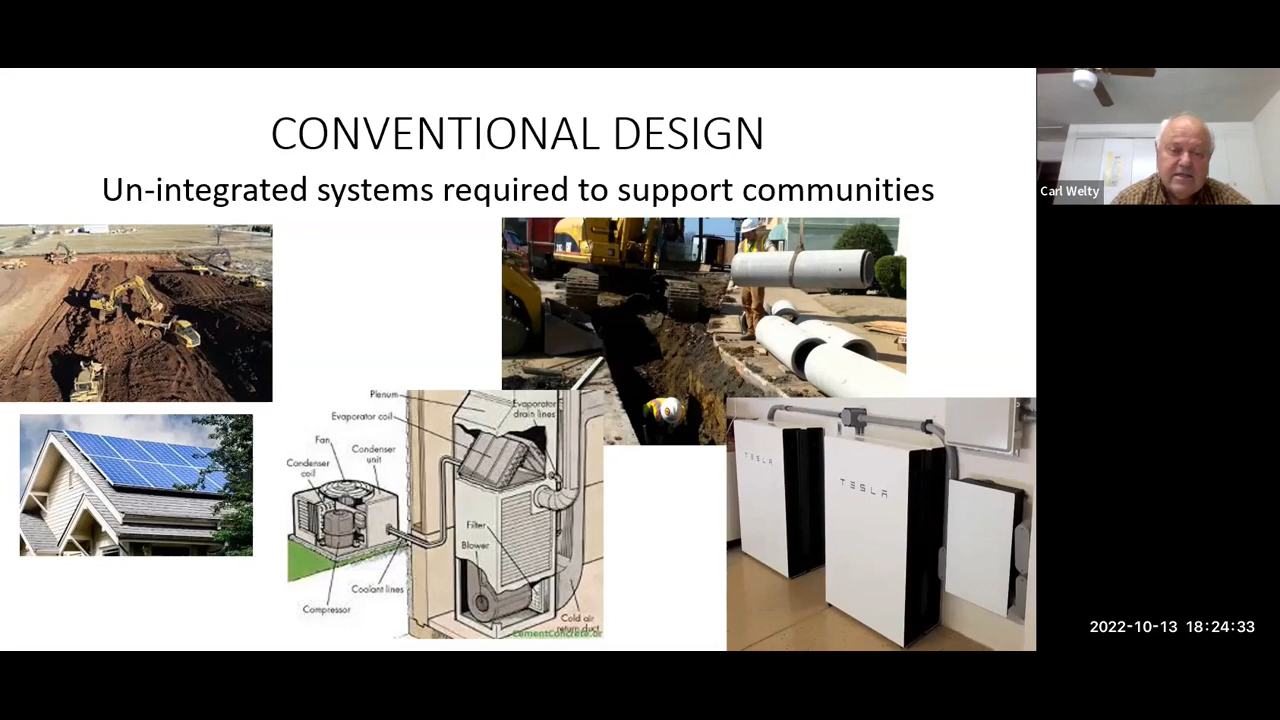 CONVENTIONAL DESIGN
Un-integrated systems required to support communities
Carl Welty
Plenum
Evaporator coil
Fan
Condenser
coil
Condenser
unit
Evaporator
drain lines
Filter
Blower
Coolant lines
Compressor
Cold air
return duct
TESLA
TESLA
2022-10-13 18:24:33